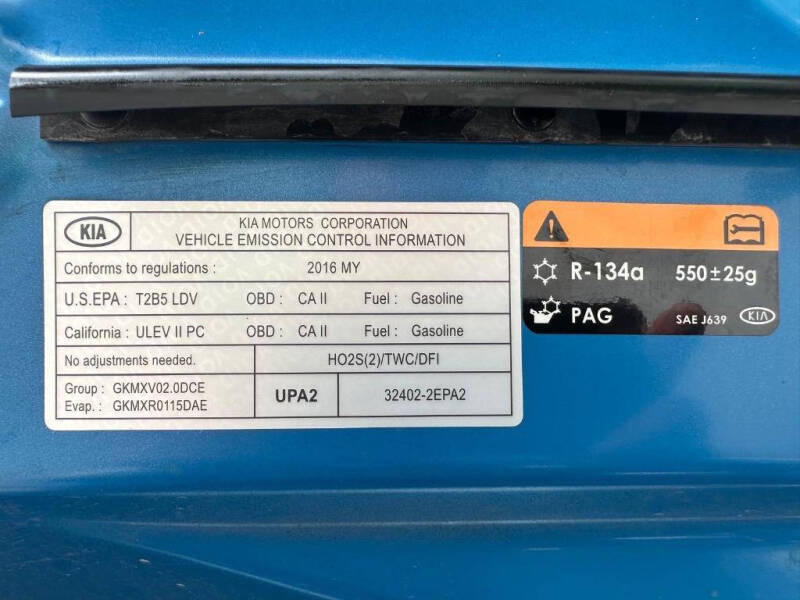 KIA
KIA MOTORS CORPORATION
VEHICLE EMISSION CONTROL INFORMATION
Conforms to regulations : 2016 MY
U.S.EPA : T2B5 LDV OBD : CA II Fuel : Gasoline
California : ULEV II PC OBD : CA II Fuel : Gasoline
No adjustments needed. HO2S(2)/TWC/DFI
Group : GKMXV02.0DCE
Evap. : GKMXR0115DAE
UPA2 32402-2EPA2
R-134a 550±25g
PAG SAE J639 KIA